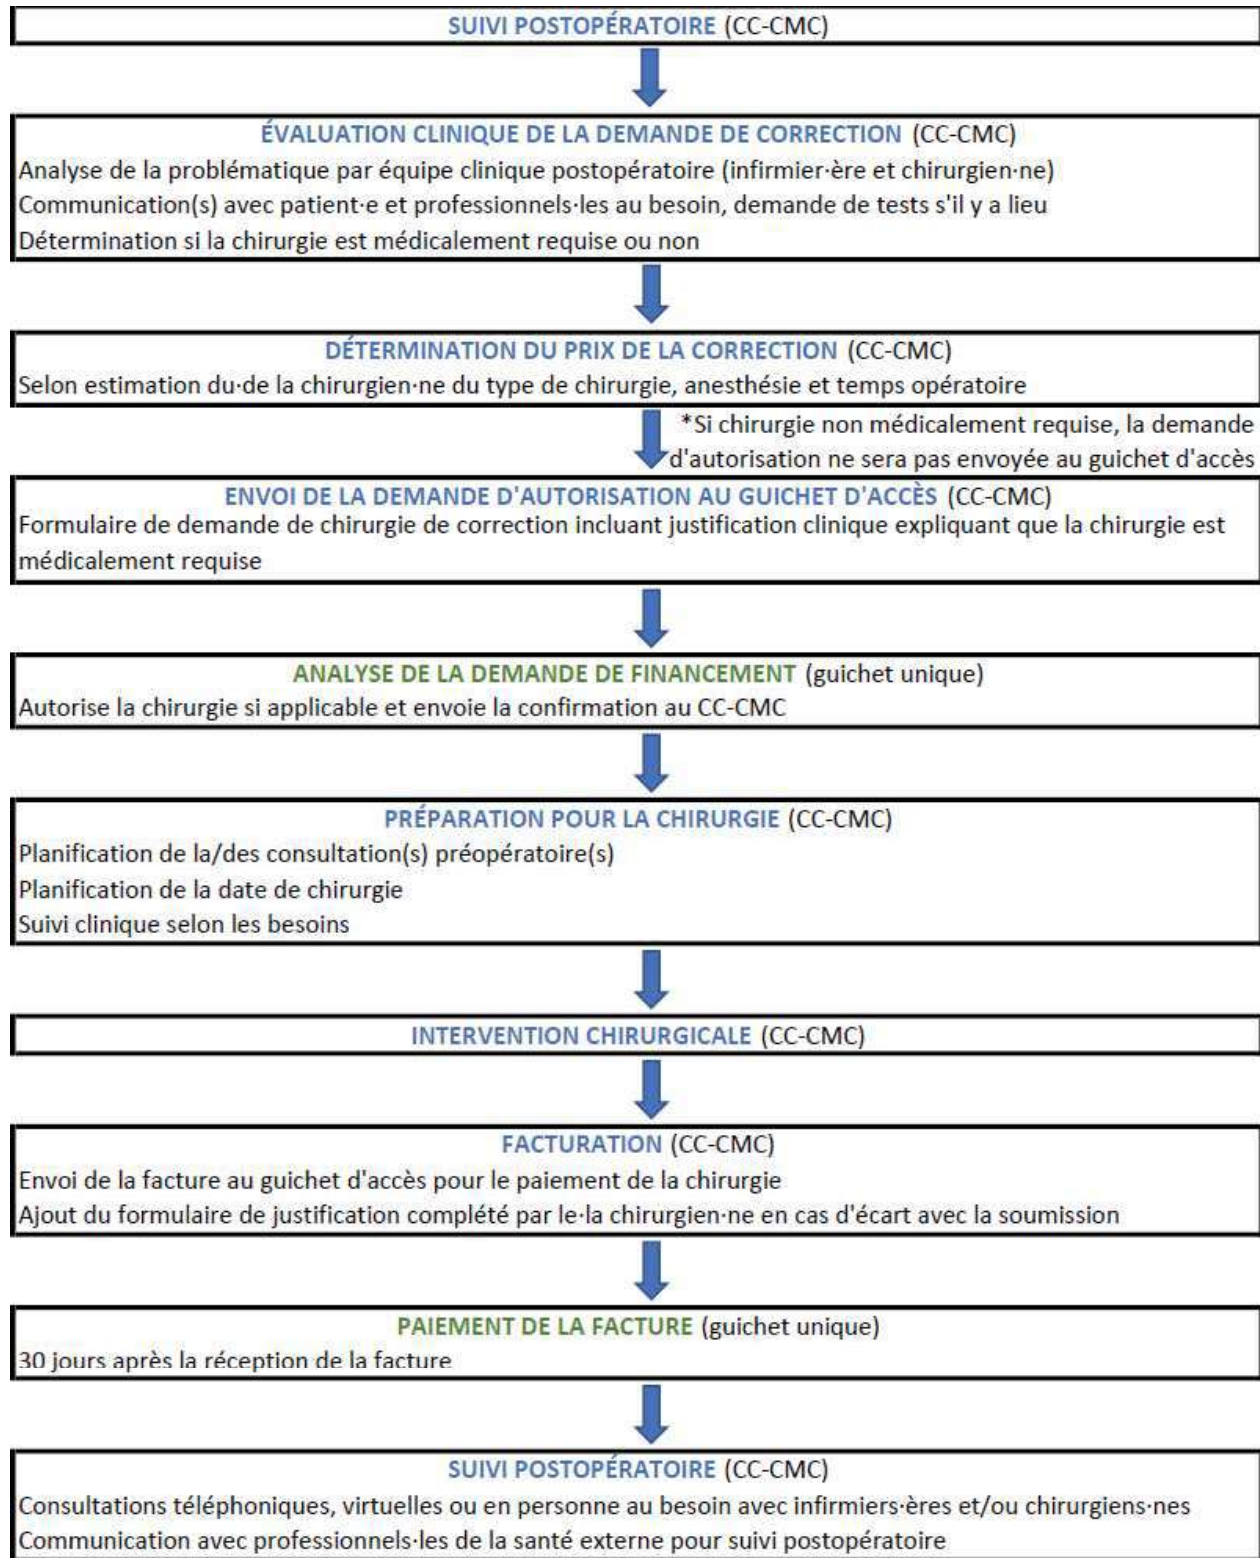 SUIVI POSTOPÉRATOIRE (CC-CMC)
ÉVALUATION CLINIQUE DE LA DEMANDE DE CORRECTION (CC-CMC)
Analyse de la problématique par équipe clinique postopératoire (infirmier·ère et chirurgien·ne)
Communication(s) avec patient·e et professionnels·les au besoin, demande de tests s'il y a lieu
Détermination si la chirurgie est médicalement requise ou non
DÉTERMINATION DU PRIX DE LA CORRECTION (CC-CMC)
Selon estimation du·de la chirurgien·ne du type de chirurgie, anesthésie et temps opératoire
*Si chirurgie non médicalement requise, la demande
d'autorisation ne sera pas envoyée au guichet d'accès
ENVOI DE LA DEMANDE D'AUTORISATION AU GUICHET D'ACCÈS (CC-CMC)
Formulaire de demande de chirurgie de correction incluant justification clinique expliquant que la chirurgie est
médicalement requise
ANALYSE DE LA DEMANDE DE FINANCEMENT (guichet unique)
Autorise la chirurgie si applicable et envoie la confirmation au CC-CMC
PRÉPARATION POUR LA CHIRURGIE (CC-CMC)
Planification de la/des consultation(s) préopératoire(s)
Planification de la date de chirurgie
Suivi clinique selon les besoins
INTERVENTION CHIRURGICALE (CC-CMC)
FACTURATION (CC-CMC)
Envoi de la facture au guichet d'accès pour le paiement de la chirurgie
Ajout du formulaire de justification complété par le·la chirurgien·ne en cas d'écart avec la soumission
PAIEMENT DE LA FACTURE (guichet unique)
30 jours après la réception de la facture
SUIVI POSTOPÉRATOIRE (CC-CMC)
Consultations téléphoniques, virtuelles ou en personne au besoin avec infirmiers·ères et/ou chirurgiens·nes
Communication avec professionnels·les de la santé externe pour suivi postopératoire